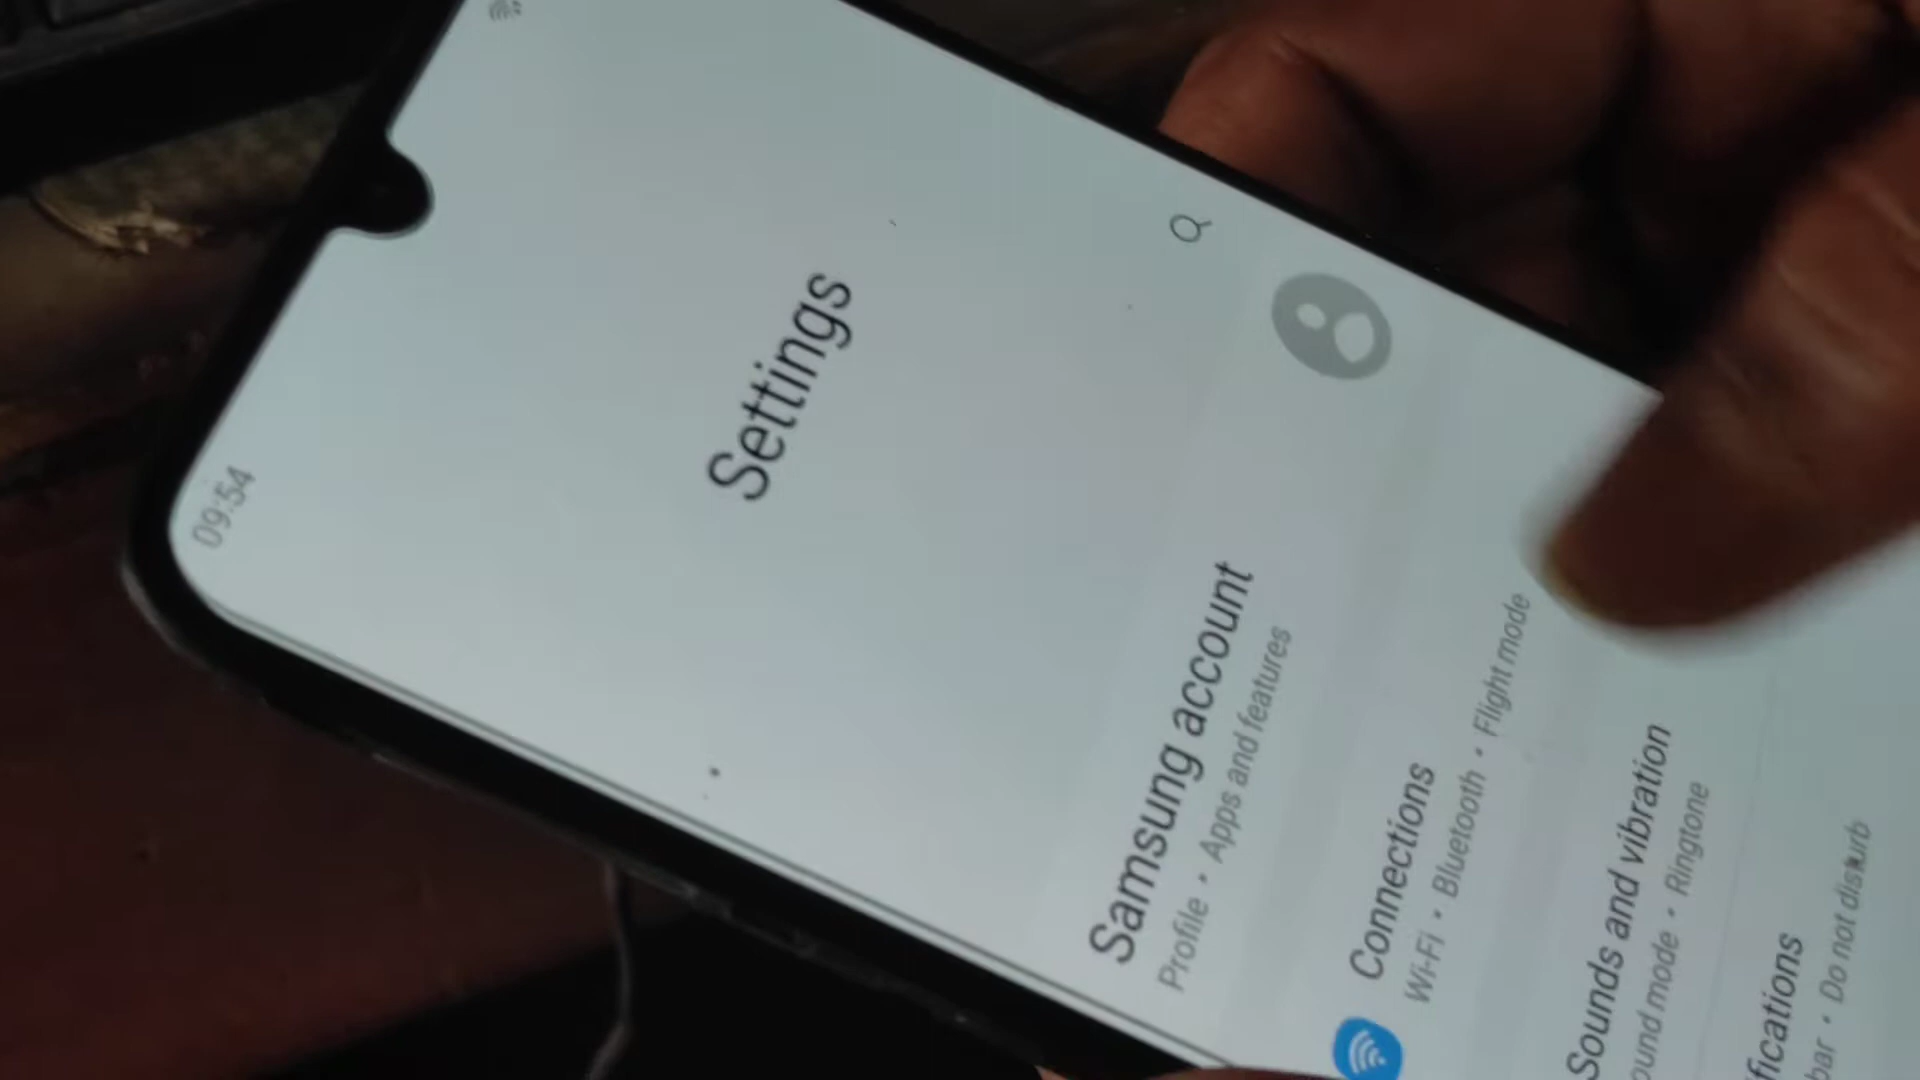 09:54
Settings
Samsung account
Profile • Apps and features
Connections
Wi-Fi • Bluetooth • Flight mode
Sounds and vibration
ound mode • Ringtone
fications
bar • Do not disturb